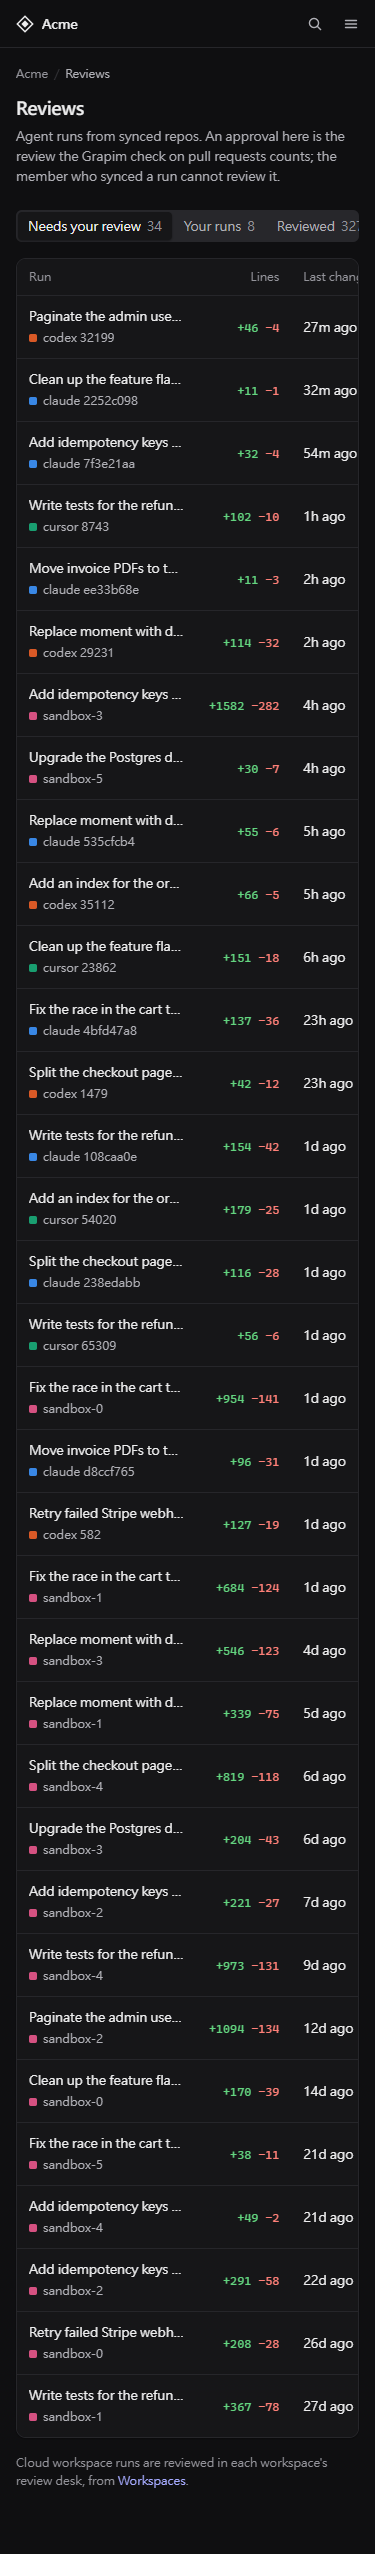 Acme
Acme / Reviews
Reviews
Agent runs from synced repos. An approval here is the
review the Grapim check on pull requests counts; the
member who synced a run cannot review it.
Needs your review 34 Your runs 8 Reviewed 327
Run Lines Last chang
Paginate the admin use...
codex 32199
+46 −4 27m ago
Clean up the feature fla...
claude 2252c098
+11 −1 32m ago
Add idempotency keys ...
claude 7f3e21aa
+32 −4 54m ago
Write tests for the refun...
cursor 8743
+102 −10 1h ago
Move invoice PDFs to t...
claude ee33b68e
+11 −3 2h ago
Replace moment with d...
codex 29231
+114 −32 2h ago
Add idempotency keys ...
sandbox-3
+1582 −282 4h ago
Upgrade the Postgres d...
sandbox-5
+30 −7 4h ago
Replace moment with d...
claude 535cfcb4
+55 −6 5h ago
Add an index for the or...
codex 35112
+66 −5 5h ago
Clean up the feature fla...
cursor 23862
+151 −18 6h ago
Fix the race in the cart t...
claude 4bfd47a8
+137 −36 23h ago
Split the checkout page...
codex 1479
+42 −12 23h ago
Write tests for the refun...
claude 108caa0e
+154 −42 1d ago
Add an index for the or...
cursor 54020
+179 −25 1d ago
Split the checkout page...
claude 238edabb
+116 −28 1d ago
Write tests for the refun...
cursor 65309
+56 −6 1d ago
Fix the race in the cart t...
sandbox-0
+954 −141 1d ago
Move invoice PDFs to t...
claude d8ccf765
+96 −31 1d ago
Retry failed Stripe webh...
codex 582
+127 −19 1d ago
Fix the race in the cart t...
sandbox-1
+684 −124 1d ago
Replace moment with d...
sandbox-3
+546 −123 4d ago
Replace moment with d...
sandbox-1
+339 −75 5d ago
Split the checkout page...
sandbox-4
+819 −118 6d ago
Upgrade the Postgres d...
sandbox-3
+204 −43 6d ago
Add idempotency keys ...
sandbox-2
+221 −27 7d ago
Write tests for the refun...
sandbox-4
+973 −131 9d ago
Paginate the admin use...
sandbox-2
+1094 −134 12d ago
Clean up the feature fla...
sandbox-0
+170 −39 14d ago
Fix the race in the cart t...
sandbox-5
+38 −11 21d ago
Add idempotency keys ...
sandbox-4
+49 −2 21d ago
Add idempotency keys ...
sandbox-2
+291 −58 22d ago
Retry failed Stripe webh...
sandbox-0
+208 −28 26d ago
Write tests for the refun...
sandbox-1
+367 −78 27d ago
Cloud workspace runs are reviewed in each workspace's
review desk, from Workspaces.